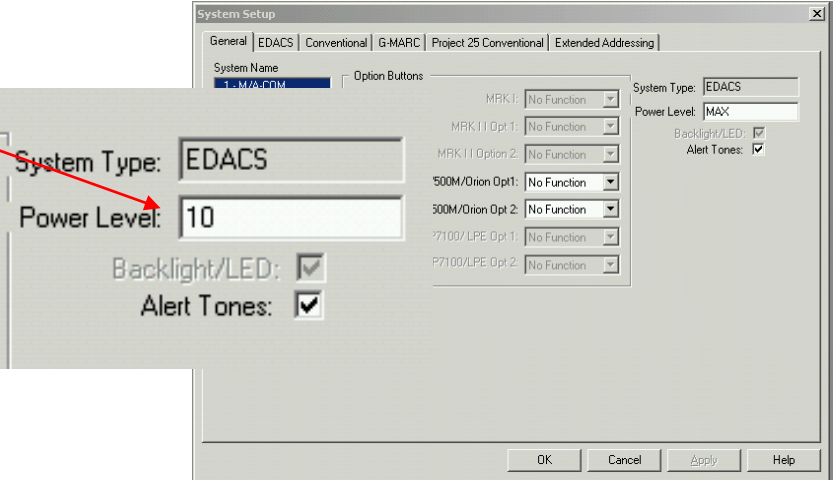 System Setup
General EDACS Conventional G-MARC Project 25 Conventional Extended Addressing
System Name
1 - M/A-COM
Option Buttons
MRK I: No Function
MRK I I Opt 1: No Function
MRK I I Option 2: No Function
500M/Orion Opt1: No Function
500M/Orion Opt 2: No Function
P7100/ LPE Opt 1: No Function
P7100/LPE Opt 2: No Function
System Type: EDACS
Power Level: MAX
Backlight/LED:
Alert Tones:
System Type: EDACS
Power Level: 10
Backlight/LED:
Alert Tones:
OK Cancel Apply Help